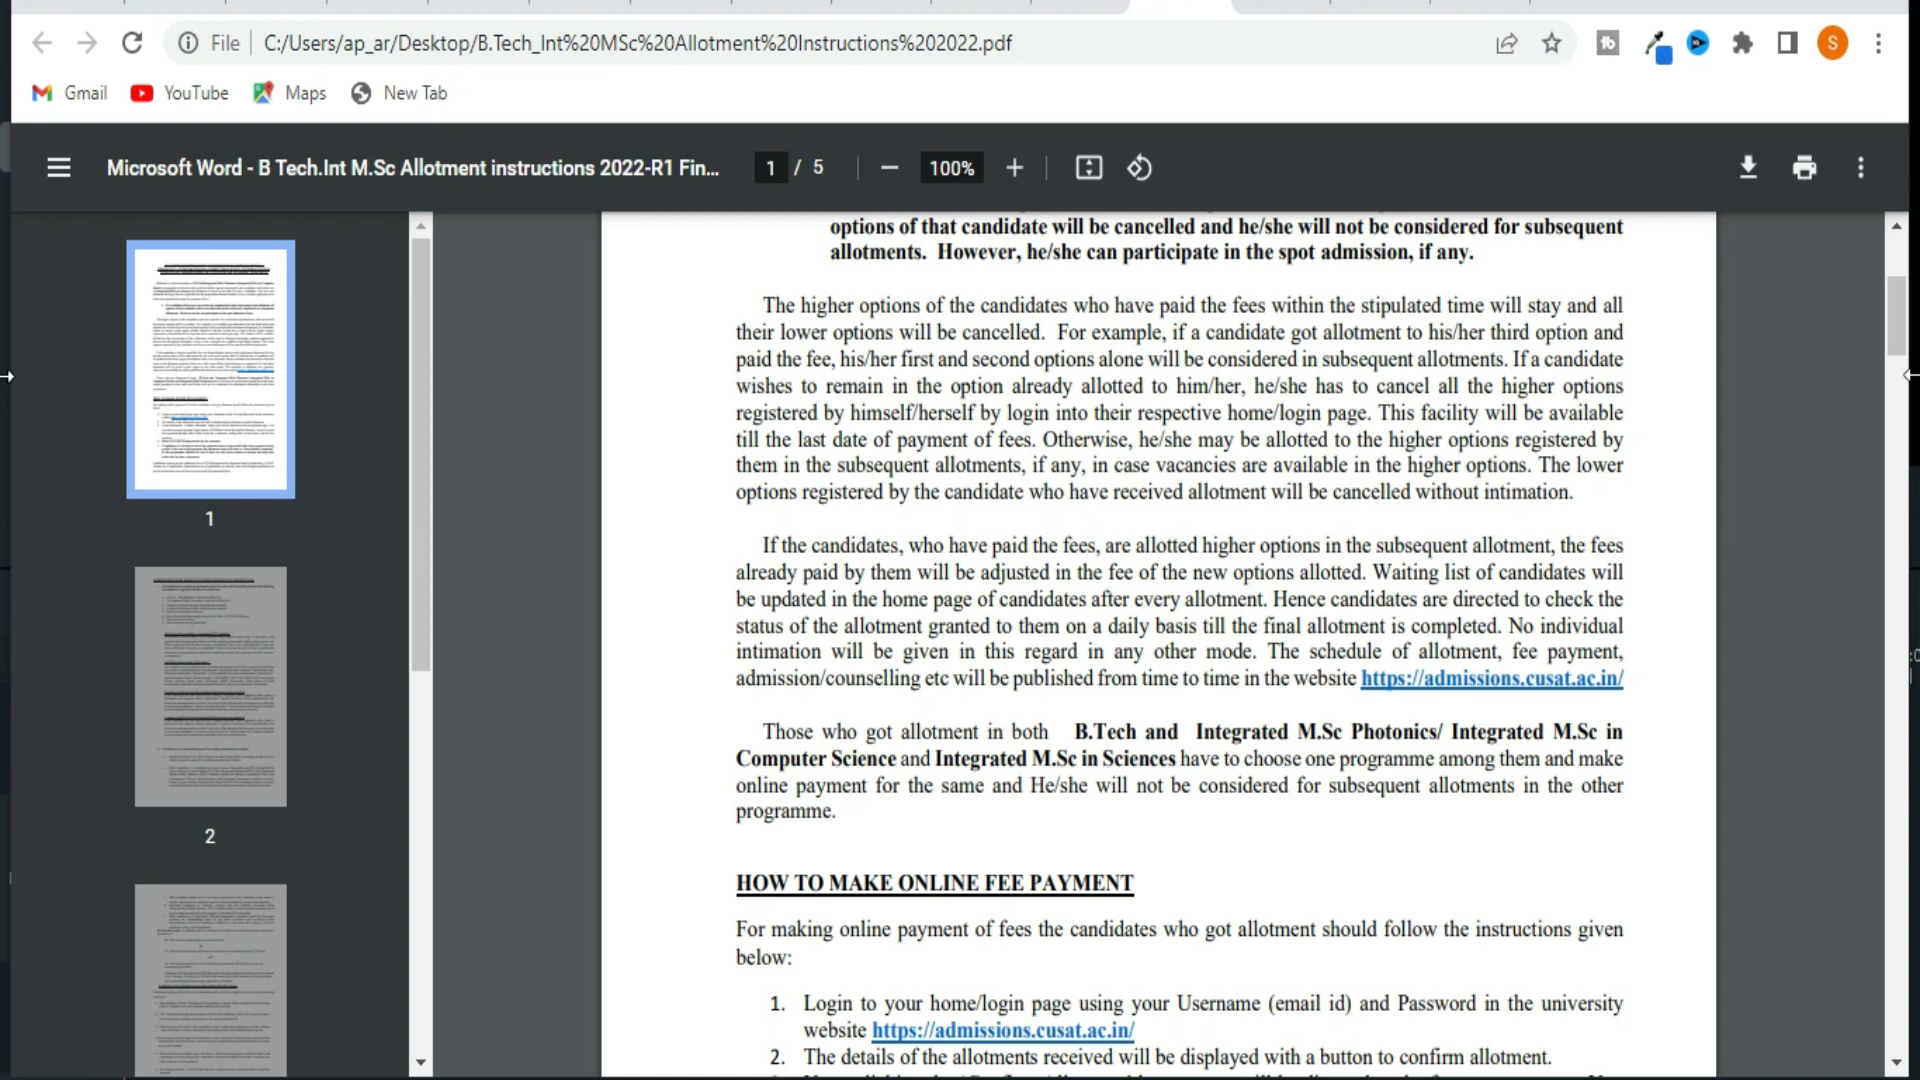 File
C:/Users/ap_ar/Desktop/B.Tech_Int%20MSc%20Allotment%20Instructions%202022.pdf
S
Gmail
YouTube
Maps
New Tab
Microsoft Word - B Tech.Int M.Sc Allotment instructions 2022-R1 Fin...
1 / 5
100%
1
2
options of that candidate will be cancelled and he/she will not be considered for subsequent
allotments. However, he/she can participate in the spot admission, if any.
The higher options of the candidates who have paid the fees within the stipulated time will stay and all
their lower options will be cancelled. For example, if a candidate got allotment to his/her third option and
paid the fee, his/her first and second options alone will be considered in subsequent allotments. If a candidate
wishes to remain in the option already allotted to him/her, he/she has to cancel all the higher options
registered by himself/herself by login into their respective home/login page. This facility will be available
till the last date of payment of fees. Otherwise, he/she may be allotted to the higher options registered by
them in the subsequent allotments, if any, in case vacancies are available in the higher options. The lower
options registered by the candidate who have received allotment will be cancelled without intimation.
If the candidates, who have paid the fees, are allotted higher options in the subsequent allotment, the fees
already paid by them will be adjusted in the fee of the new options allotted. Waiting list of candidates will
be updated in the home page of candidates after every allotment. Hence candidates are directed to check the
status of the allotment granted to them on a daily basis till the final allotment is completed. No individual
intimation will be given in this regard in any other mode. The schedule of allotment, fee payment,
admission/counselling etc will be published from time to time in the website https://admissions.cusat.ac.in/
Those who got allotment in both B.Tech and Integrated M.Sc Photonics/ Integrated M.Sc in
Computer Science and Integrated M.Sc in Sciences have to choose one programme among them and make
online payment for the same and He/she will not be considered for subsequent allotments in the other
programme.
HOW TO MAKE ONLINE FEE PAYMENT
For making online payment of fees the candidates who got allotment should follow the instructions given
below:
1. Login to your home/login page using your Username (email id) and Password in the university
website https://admissions.cusat.ac.in/
2. The details of the allotments received will be displayed with a button to confirm allotment.